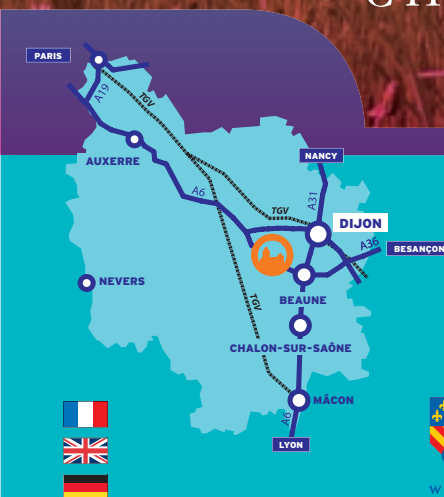 PARIS
A19
TGV
AUXERRE
NANCY
A6
A31
TGV
DIJON
A36
BESANÇON
NEVERS
BEAUNE
TGV
CHALON-SUR-SAÔNE
MÂCON
A6
LYON
W